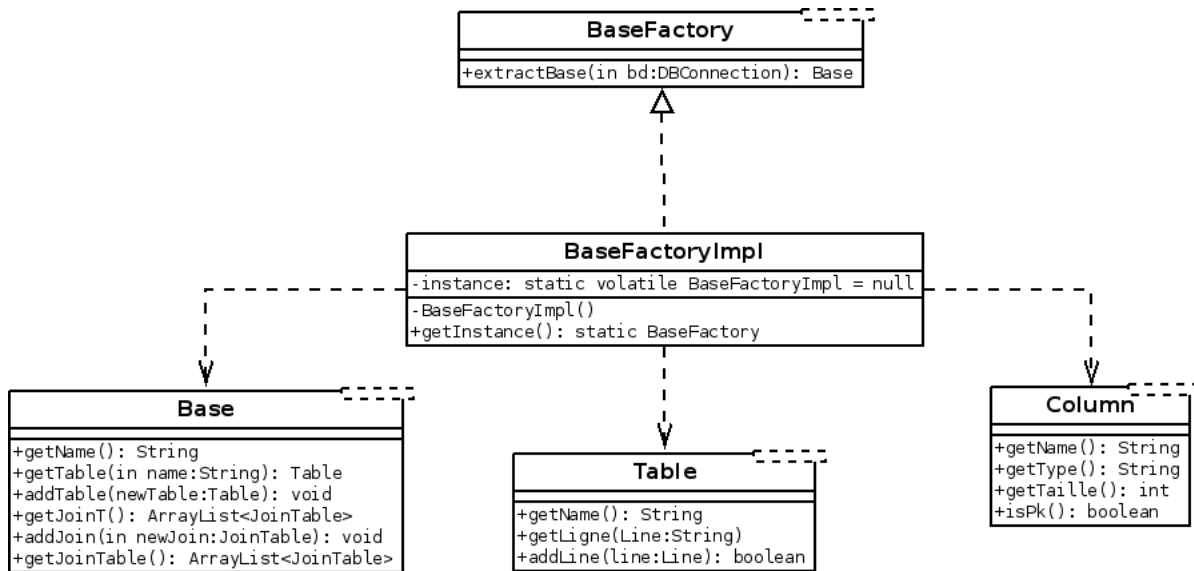 BaseFactory
+extractBase(in bd:DBConnection): Base
BaseFactoryImpl
-instance: static volatile BaseFactoryImpl = null
-BaseFactoryImpl()
+getInstance(): static BaseFactory
Base
+getName(): String
+getTable(in name:String): Table
+addTable(newTable:Table): void
+getJoinT(): ArrayList<JoinTable>
+addJoin(in newJoin:JoinTable): void
+getJoinTable(): ArrayList<JoinTable>
Table
+getName(): String
+getLigne(Line:String)
+addLine(line:Line): boolean
Column
+getName(): String
+getType(): String
+getTaille(): int
+isPk(): boolean